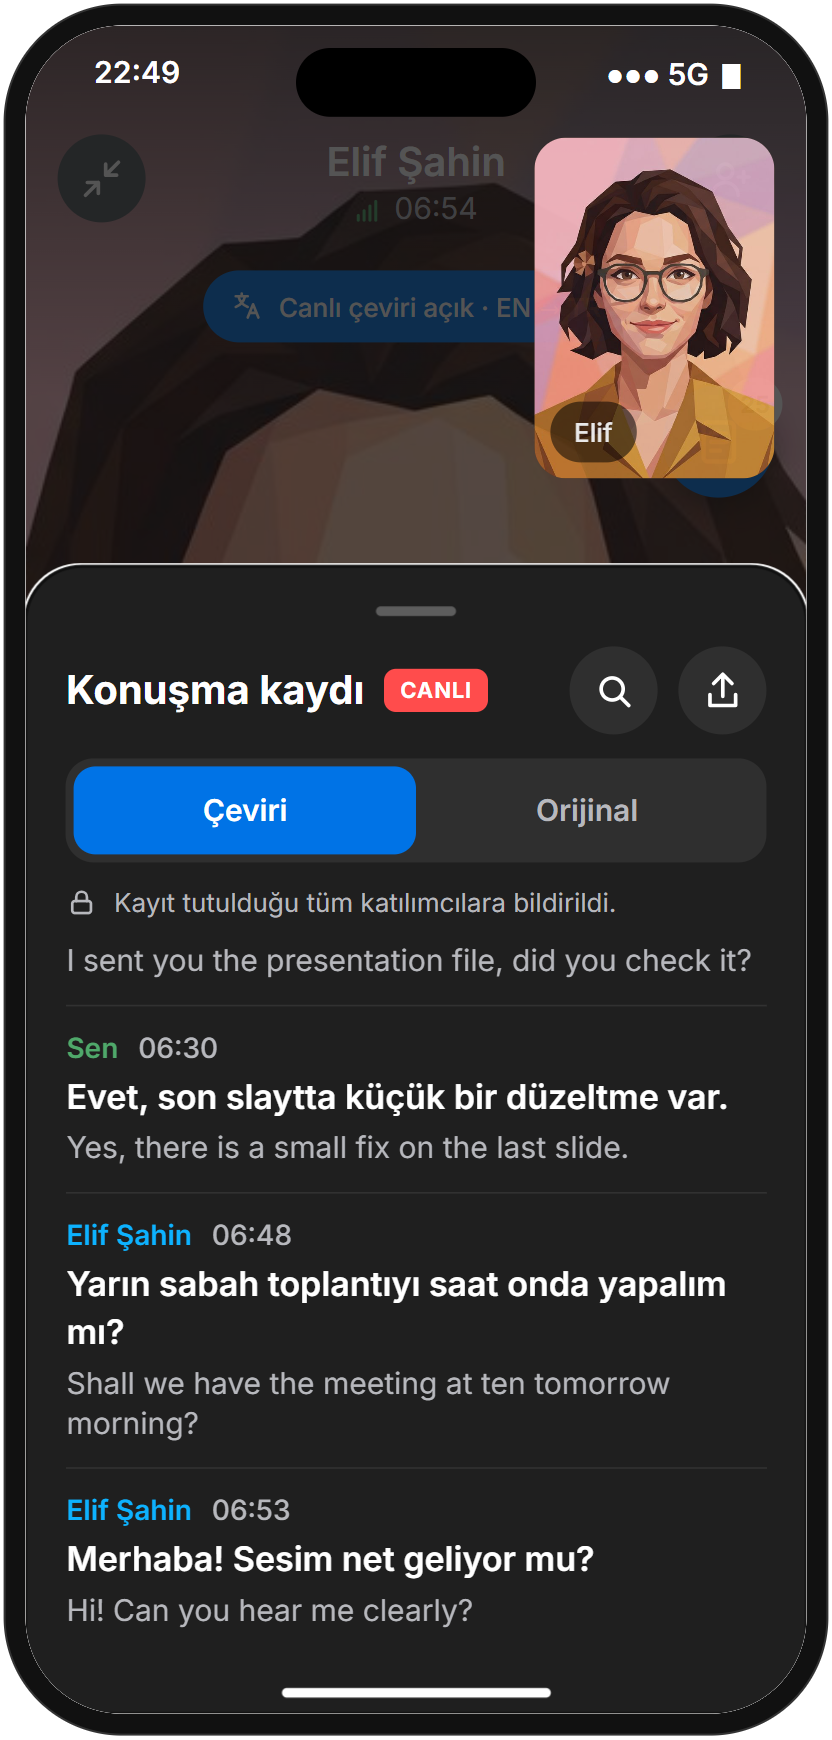 22:49
5G
Elif Şahin
06:54
Canlı çeviri açık · EN
Elif
Konuşma kaydı
CANLI
Çeviri
Orijinal
Kayıt tutulduğu tüm katılımcılara bildirildi.
I sent you the presentation file, did you check it?
Sen 06:30
Evet, son slaytta küçük bir düzeltme var.
Yes, there is a small fix on the last slide.
Elif Şahin 06:48
Yarın sabah toplantıyı saat onda yapalım
mı?
Shall we have the meeting at ten tomorrow
morning?
Elif Şahin 06:53
Merhaba! Sesim net geliyor mu?
Hi! Can you hear me clearly?